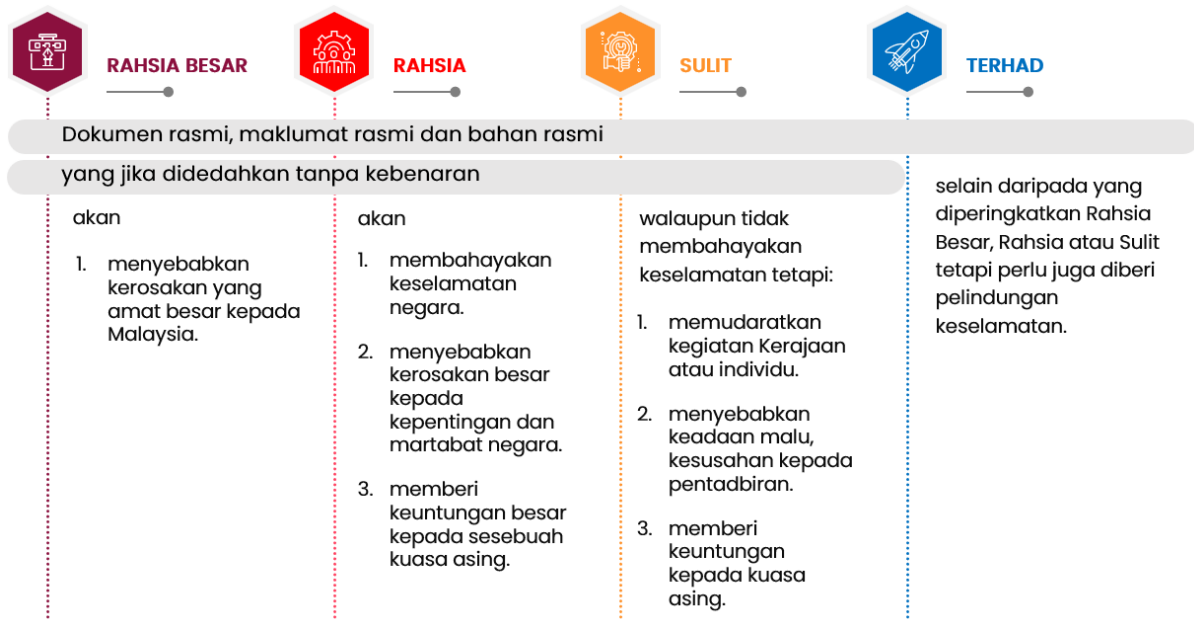 RAHSIA BESAR
RAHSIA
SULIT
TERHAD
Dokumen rasmi, maklumat rasmi dan bahan rasmi
yang jika didedahkan tanpa kebenaran
akan
1. menyebabkan
kerosakan yang
amat besar kepada
Malaysia.
akan
1. membahayakan
keselamatan
negara.
2. menyebabkan
kerosakan besar
kepada
kepentingan dan
martabat negara.
3. memberi
keuntungan besar
kepada sesebuah
kuasa asing.
walaupun tidak
membahayakan
keselamatan tetapi:
1. memudaratkan
kegiatan Kerajaan
atau individu.
2. menyebabkan
keadaan malu,
kesusahan kepada
pentadbiran.
3. memberi
keuntungan
kepada kuasa
asing.
selain daripada yang
diperingkatkan Rahsia
Besar, Rahsia atau Sulit
tetapi perlu juga diberi
pelindungan
keselamatan.